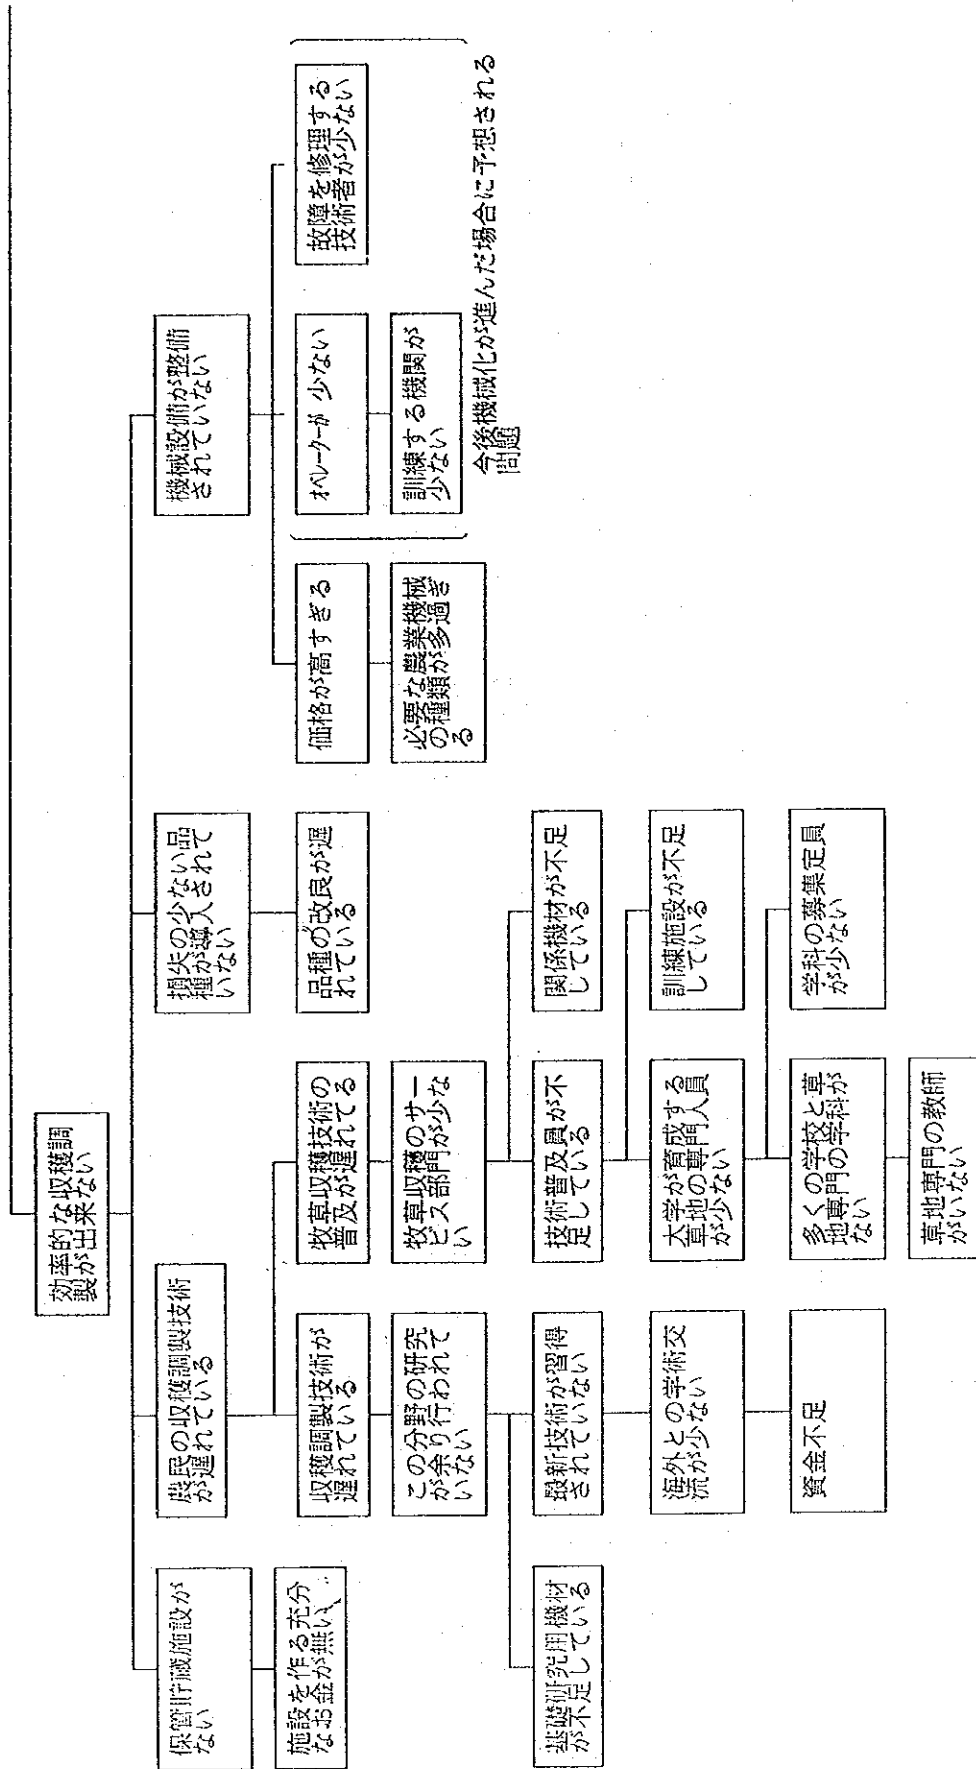 効率的な収穫調
製が出来ない
保管貯蔵施設が
ない
施設を作る充分
なお金が無い
農民の収穫調製技術
が遅れている
収穫調製技術が
遅れている
この分野の研究
が余り行われて
いない
基礎研究用機材
が不足している
最新技術が習得
されていない
海外との学術交
流が少ない
資金不足
牧草収穫技術の
普及が遅れてる
牧草収穫のサー
ビス部門が少な
い
技術普及員が不
足している
関係機材が不足
している
大学が育成する
草地の専門人員
が少ない
訓練施設が不足
している
多くの学校と草
地専門の学科が
ない
学科の募集定員
が少ない
草地専門の教師
がいない
損失の少ない品
種が導入されて
いない
品種の改良が遅
れている
機械設備が整備
されていない
価格が高すぎる
必要な農業機械
の種類が多過ぎ
る
オペレーターが 少ない
訓練する機関が
少ない
故障を修理する
技術者が少ない
今後機械化が進んだ場合に予想される
問題